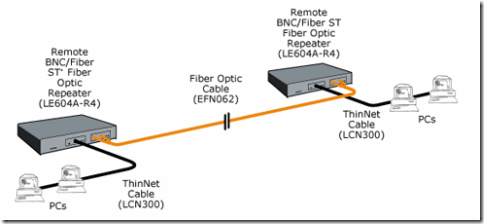 Remote
BNC/Fiber
ST* Fiber
Optic
Repeater
(LE604A-R4)
Remote
BNC/Fiber ST
Fiber Optic
Repeater
(LE604A-R4)
Fiber Optic
Cable
(EFN062)
ThinNet
Cable
(LCN300)
PCs
ThinNet
Cable
(LCN300)
PCs